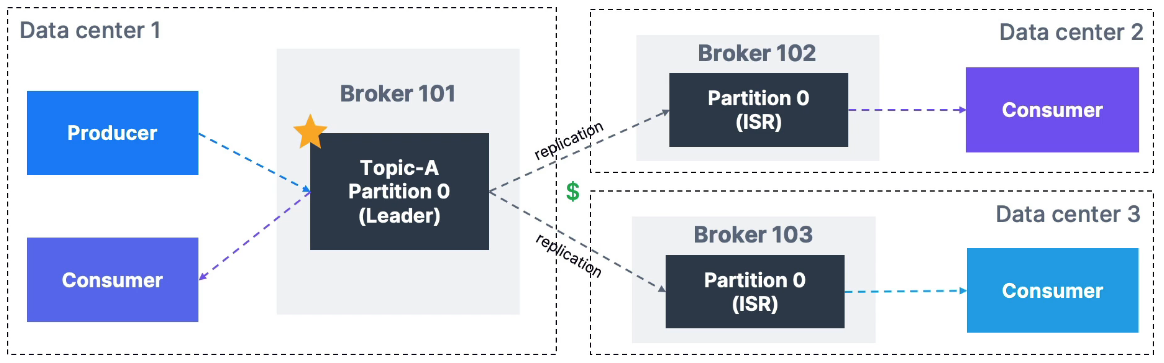 Data center 1
Broker 101
Producer
Topic-A
Partition 0
(Leader)
Consumer
replication
$
replication
Data center 2
Broker 102
Partition 0
(ISR)
Consumer
Data center 3
Broker 103
Partition 0
(ISR)
Consumer